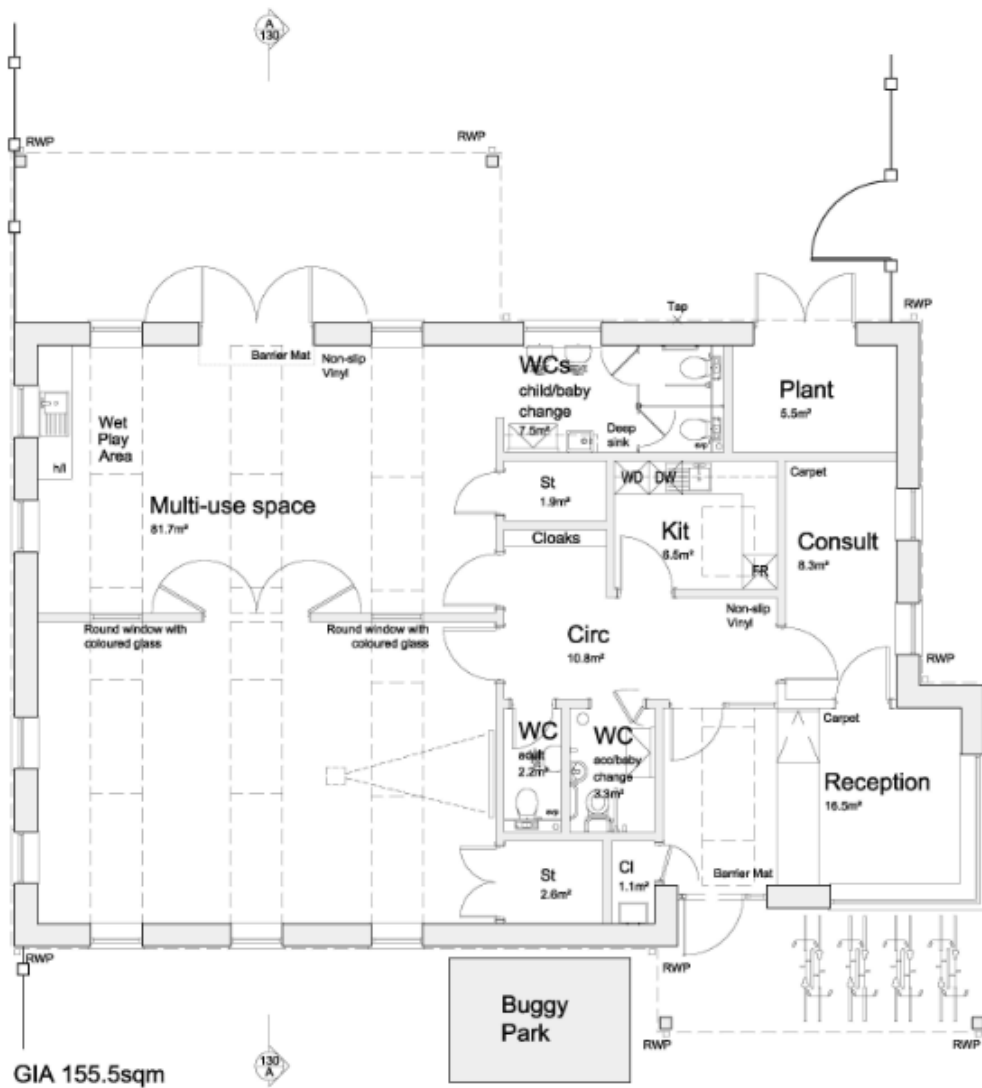 A
130
RWP
RWP
Tap
RWP
Barrier Mat
Non-slip
Vinyl
WCs
child/baby
change
7.5m²
Deep
sink
avp
Plant
5.5m²
Wet
Play
Area
h/l
Multi-use space
81.7m²
St
1.9m²
Cloaks
WD
DW
Kit
6.5m²
FR
Carpet
Consult
8.3m²
Round window with
coloured glass
Round window with
coloured glass
Circ
10.8m²
Non-slip
Vinyl
RWP
WC
adult
2.2m²
avp
WC
acc/baby
change
3.3m²
Carpet
Reception
16.5m²
St
2.6m²
Cl
1.1m²
Barrier Mat
RWP
RWP
Buggy
Park
RWP
RWP
130
A
GIA 155.5sqm